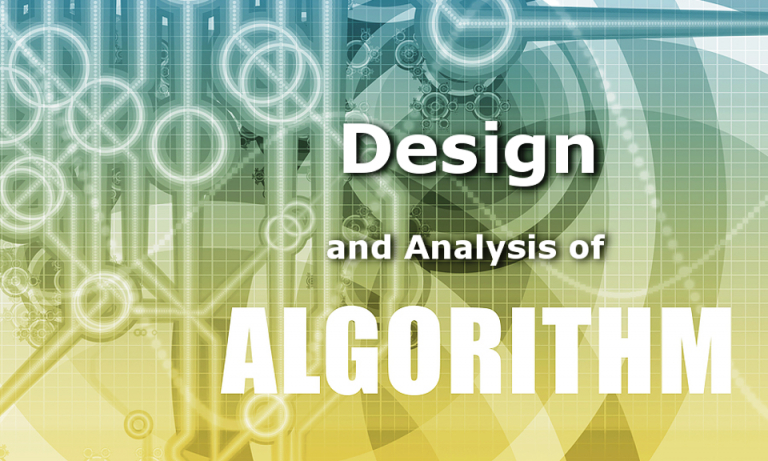 Design
and Analysis of
ALGORITHM